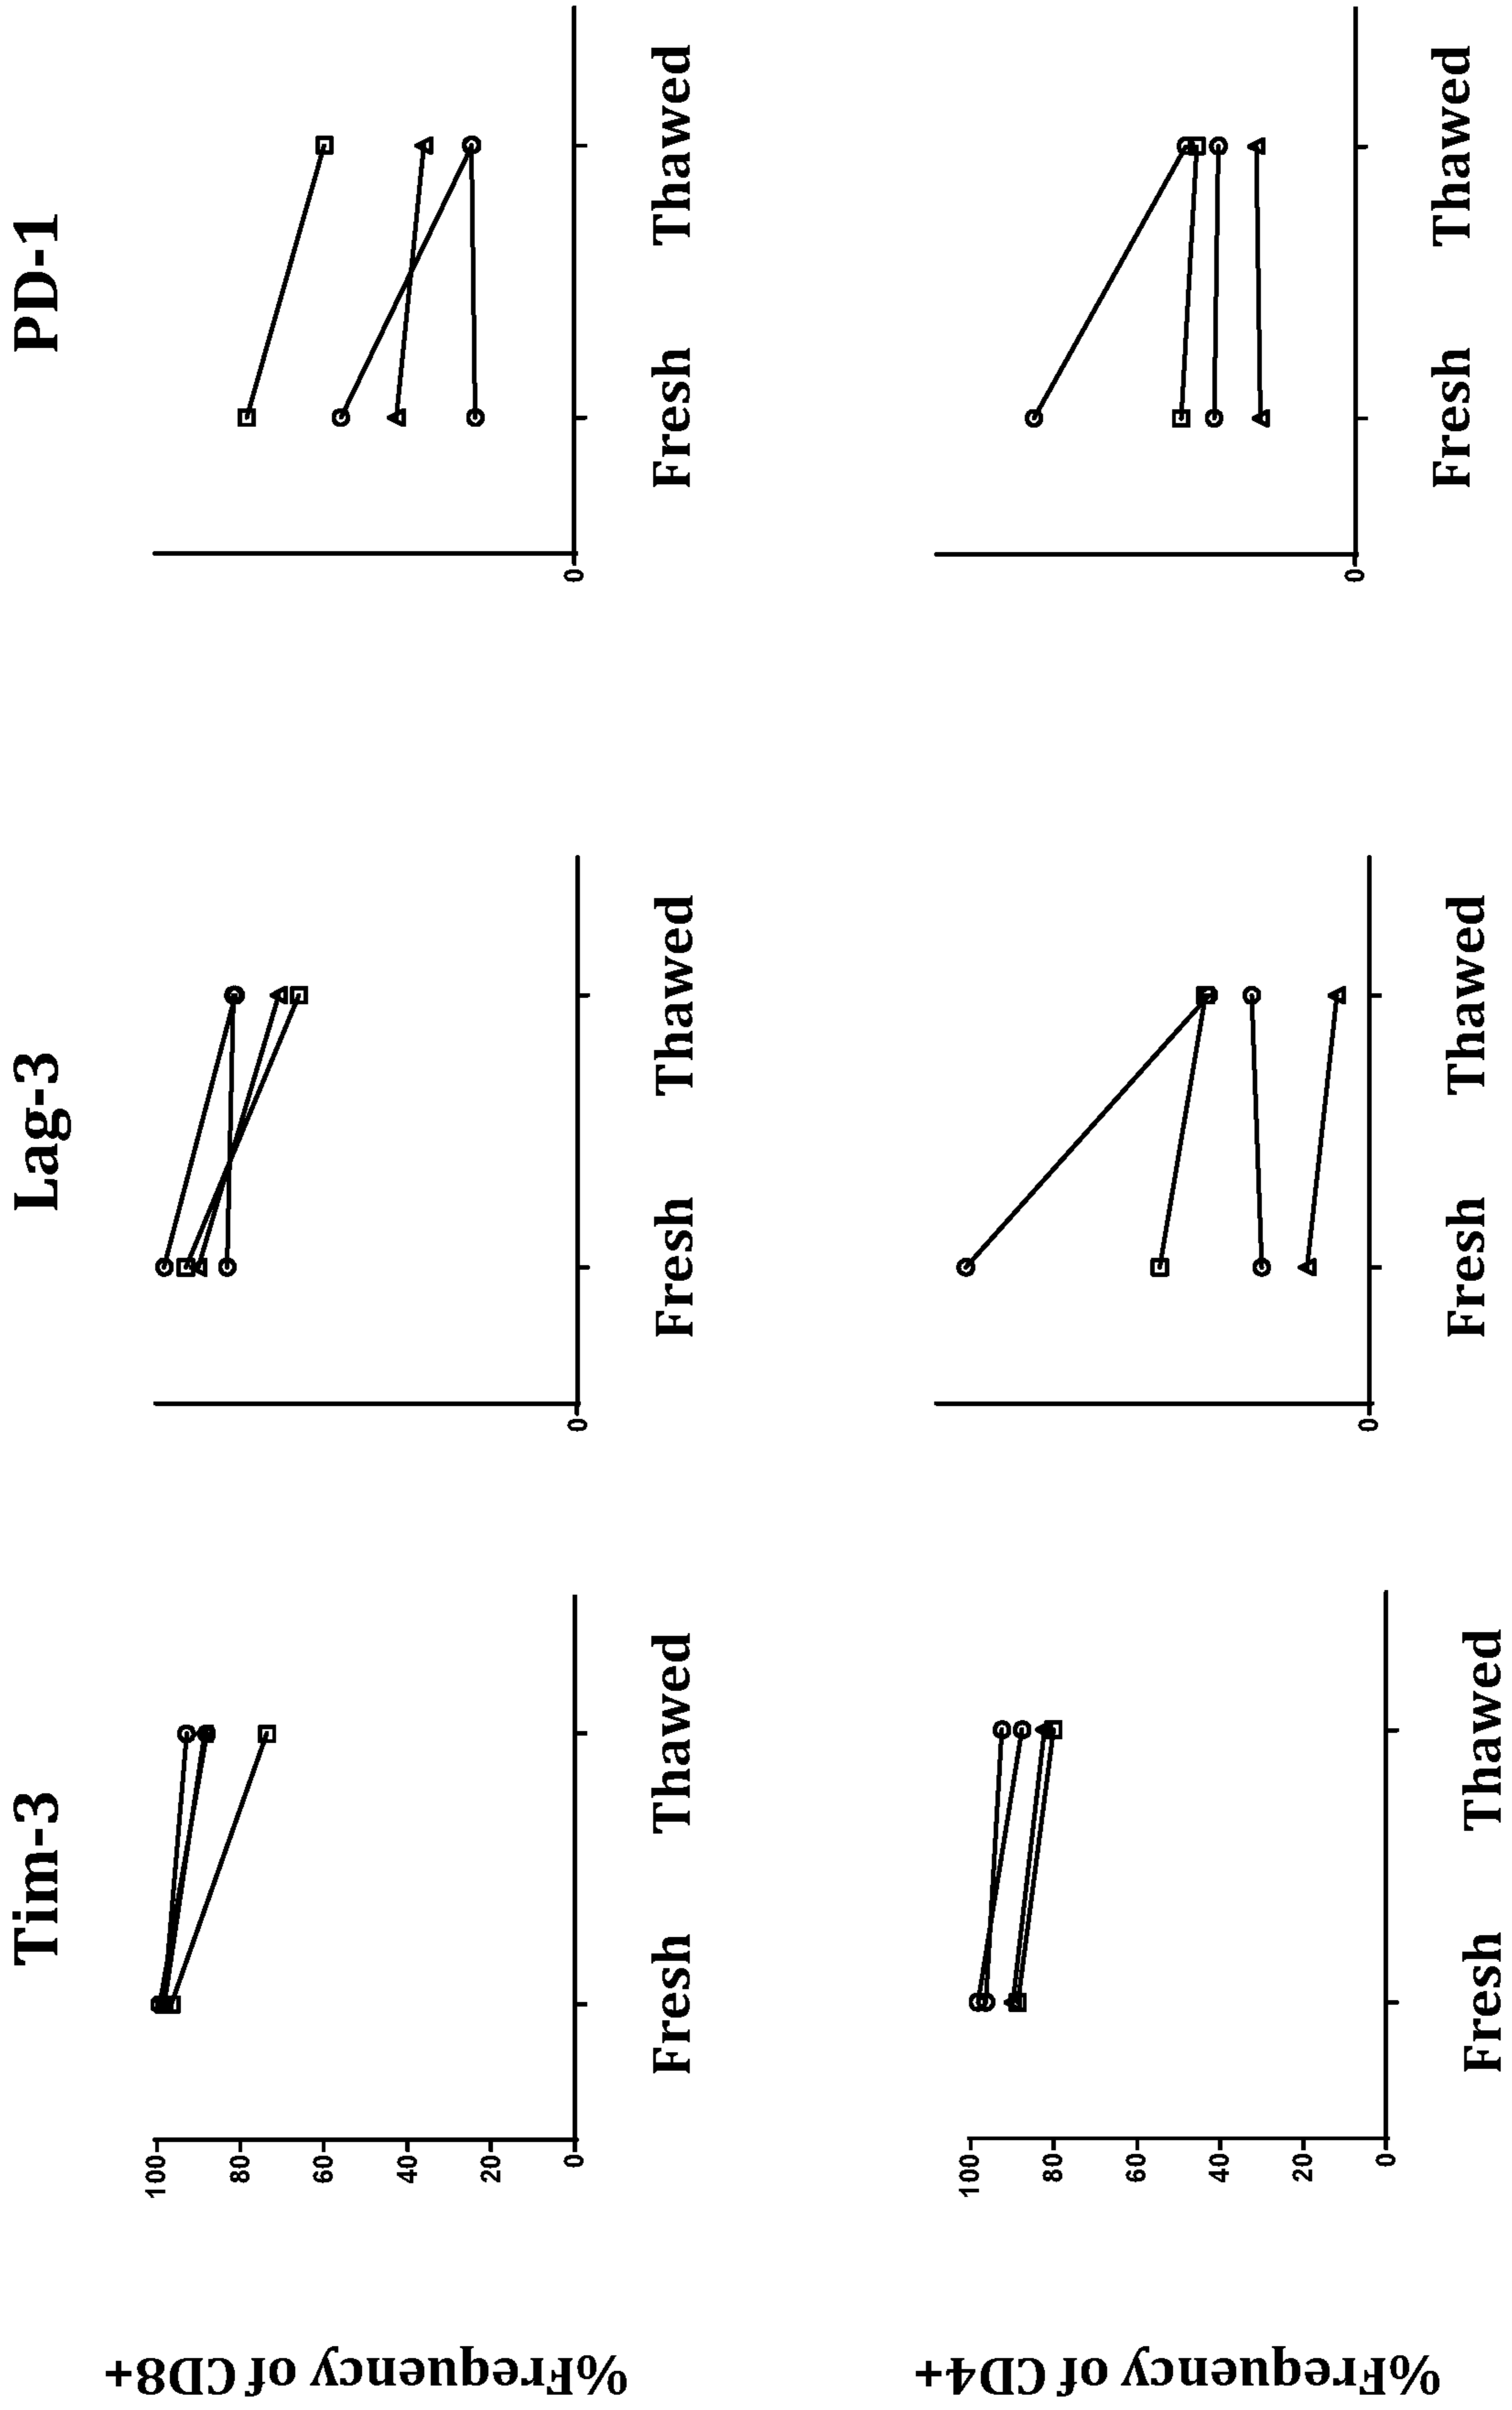 Tim-3
Lag-3
PD-1
%Frequency of CD8+
100
80
60
40
20
0
0
0
Fresh Thawed
Fresh Thawed
Fresh Thawed
%Frequency of CD4+
100
80
60
40
20
0
0
0
Fresh Thawed
Fresh Thawed
Fresh Thawed